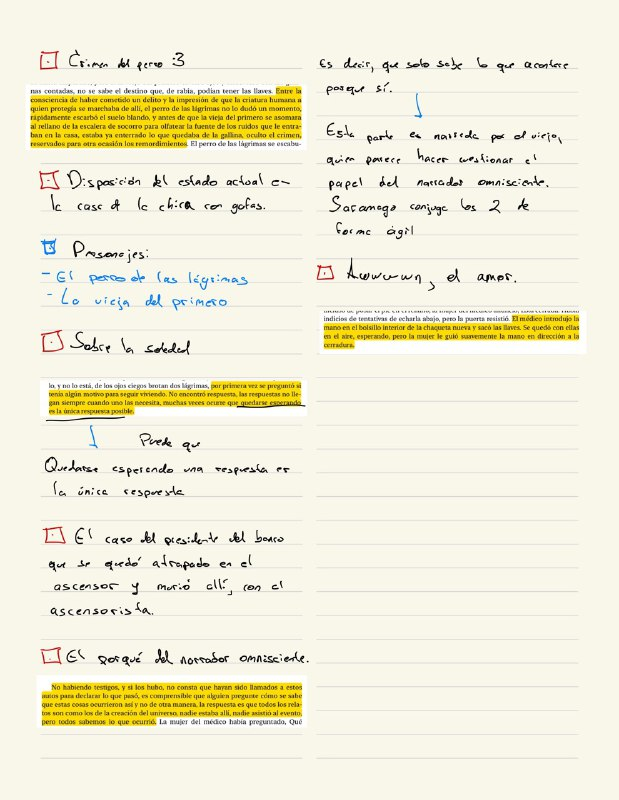 Crimen del perro :3
nas contadas, no se sabe el destino que, de rabia, podían tener las llaves. Entre la
consciencia de haber cometido un delito y la impresión de que la criatura humana a
quien protegía se marchaba de allí, el perro de las lágrimas no lo dudó un momento,
rápidamente escarbó el suelo blando, y antes de que la vieja del primero se asomara
al rellano de la escalera de socorro para olfatear la fuente de los ruidos que le entra-
ban en la casa, estaba ya enterrado lo que quedaba de la gallina, oculto el crimen,
reservados para otra ocasión los remordimientos. El perro de las lágrimas se escabu-
Disposición del estado actual en
la casa de la chica con gafas.
Personajes:
- El perro de las lágrimas
- La vieja del primero
Sobre la soledad
lo, y no lo está, de los ojos ciegos brotan dos lágrimas, por primera vez se preguntó si
tenía algún motivo para seguir viviendo. No encontró respuesta, las respuestas no lle-
gan siempre cuando uno las necesita, muchas veces ocurre que quedarse esperando
es la única respuesta posible.
Puede que
Quedarse esperando una respuesta es
la única respuesta
El caso del presidente del banco
que se quedó atrapado en el
ascensor y murió allí, con el
ascensorista.
El porqué del narrador omnisciente.
No habiendo testigos, y si los hubo, no consta que hayan sido llamados a estos
autos para declarar lo que pasó, es comprensible que alguien pregunte cómo se sabe
que estas cosas ocurrieron así y no de otra manera, la respuesta es que todos los rela-
tos son como los de la creación del universo, nadie estaba allí, nadie asistió al evento,
pero todos sabemos lo que ocurrió. La mujer del médico había preguntado, Qué
Es decir, que solo sabe lo que acontece
porque sí.
Esta parte es narrada por el viejo,
quien parece hacer cuestionar el
papel del narrador omnisciente.
Saramago conjuga los 2 de
forma ágil
Awwwwn, el amor.
indicios de tentativas de echarla abajo, pero la puerta resistió. El médico introdujo la
mano en el bolsillo interior de la chaqueta nueva y sacó las llaves. Se quedó con ellas
en el aire, esperando, pero la mujer le guió suavemente la mano en dirección a la
cerradura.